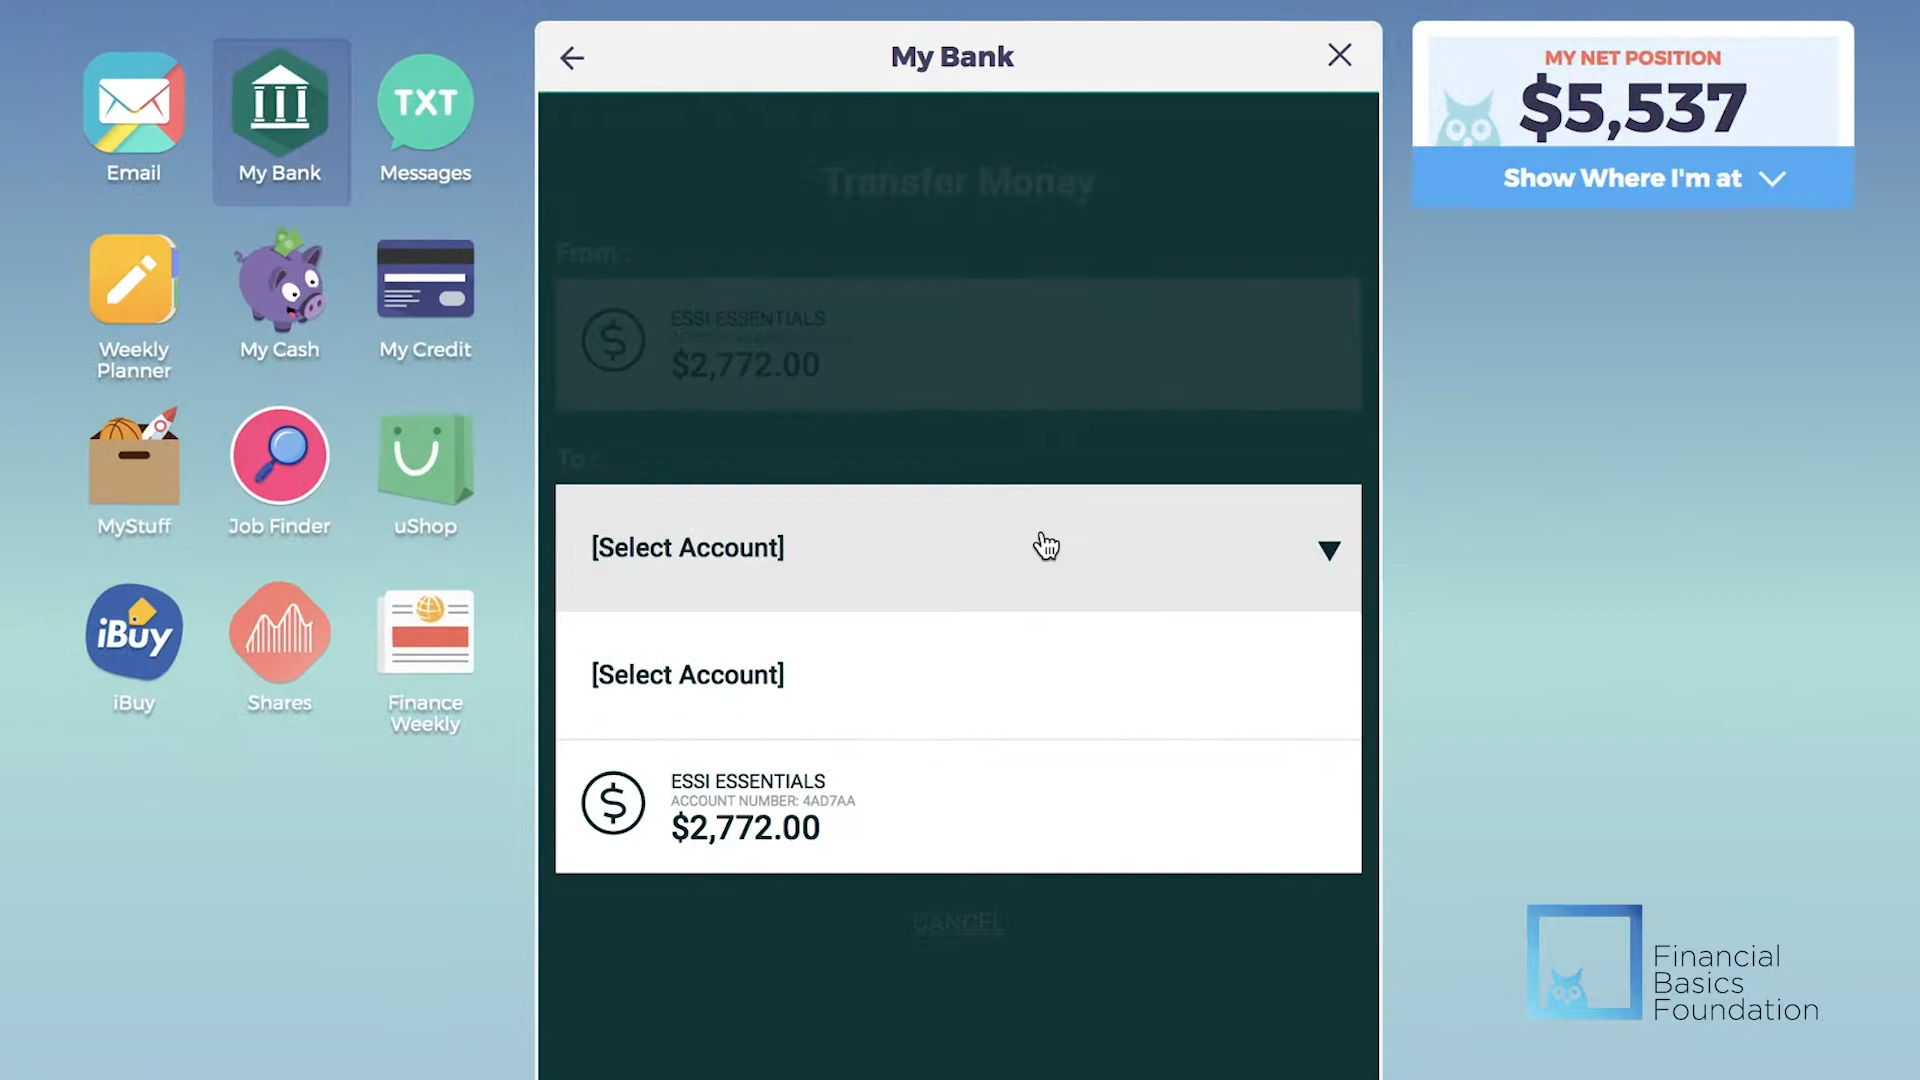 My Bank
MY NET POSITION
$5,537
Show Where I'm at
Email
My Bank
TXT
Messages
Weekly
Planner
My Cash
My Credit
MyStuff
Job Finder
uShop
iBuy
iBuy
Shares
Finance
Weekly
Transfer Money
From :
ESSI ESSENTIALS
$2,772.00
To :
[Select Account]
[Select Account]
ESSI ESSENTIALS
ACCOUNT NUMBER: 4AD7AA
$2,772.00
CANCEL
Financial
Basics
Foundation